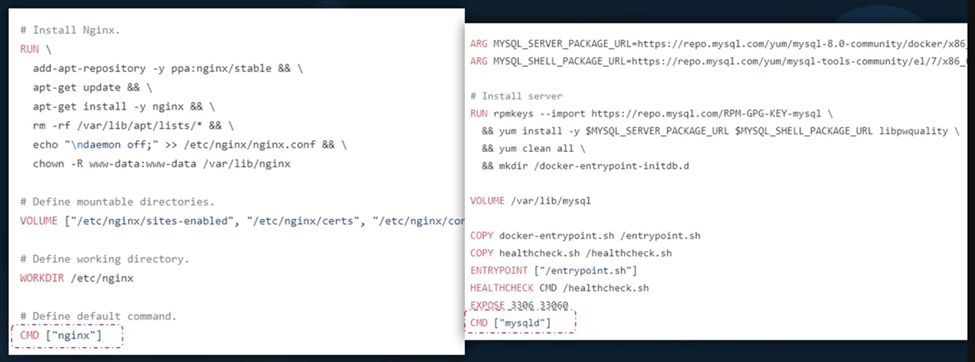 # Install Nginx.
RUN \
add-apt-repository -y ppa:nginx/stable && \
apt-get update && \
apt-get install -y nginx && \
rm -rf /var/lib/apt/lists/* && \
echo "\ndaemon off;" >> /etc/nginx/nginx.conf && \
chown -R www-data:www-data /var/lib/nginx
# Define mountable directories.
VOLUME ["/etc/nginx/sites-enabled", "/etc/nginx/certs", "/etc/nginx/con
# Define working directory.
WORKDIR /etc/nginx
# Define default command.
CMD ["nginx"]
ARG MYSQL_SERVER_PACKAGE_URL=https://repo.mysql.com/yum/mysql-8.0-community/docker/x86_
ARG MYSQL_SHELL_PACKAGE_URL=https://repo.mysql.com/yum/mysql-tools-community/el/7/x86_
# Install server
RUN rpmkeys --import https://repo.mysql.com/RPM-GPG-KEY-mysql \
&& yum install -y $MYSQL_SERVER_PACKAGE_URL $MYSQL_SHELL_PACKAGE_URL libpwquality \
&& yum clean all \
&& mkdir /docker-entrypoint-initdb.d
VOLUME /var/lib/mysql
COPY docker-entrypoint.sh /entrypoint.sh
COPY healthcheck.sh /healthcheck.sh
ENTRYPOINT ["/entrypoint.sh"]
HEALTHCHECK CMD /healthcheck.sh
EXPOSE 3306 33060
CMD ["mysqld"]